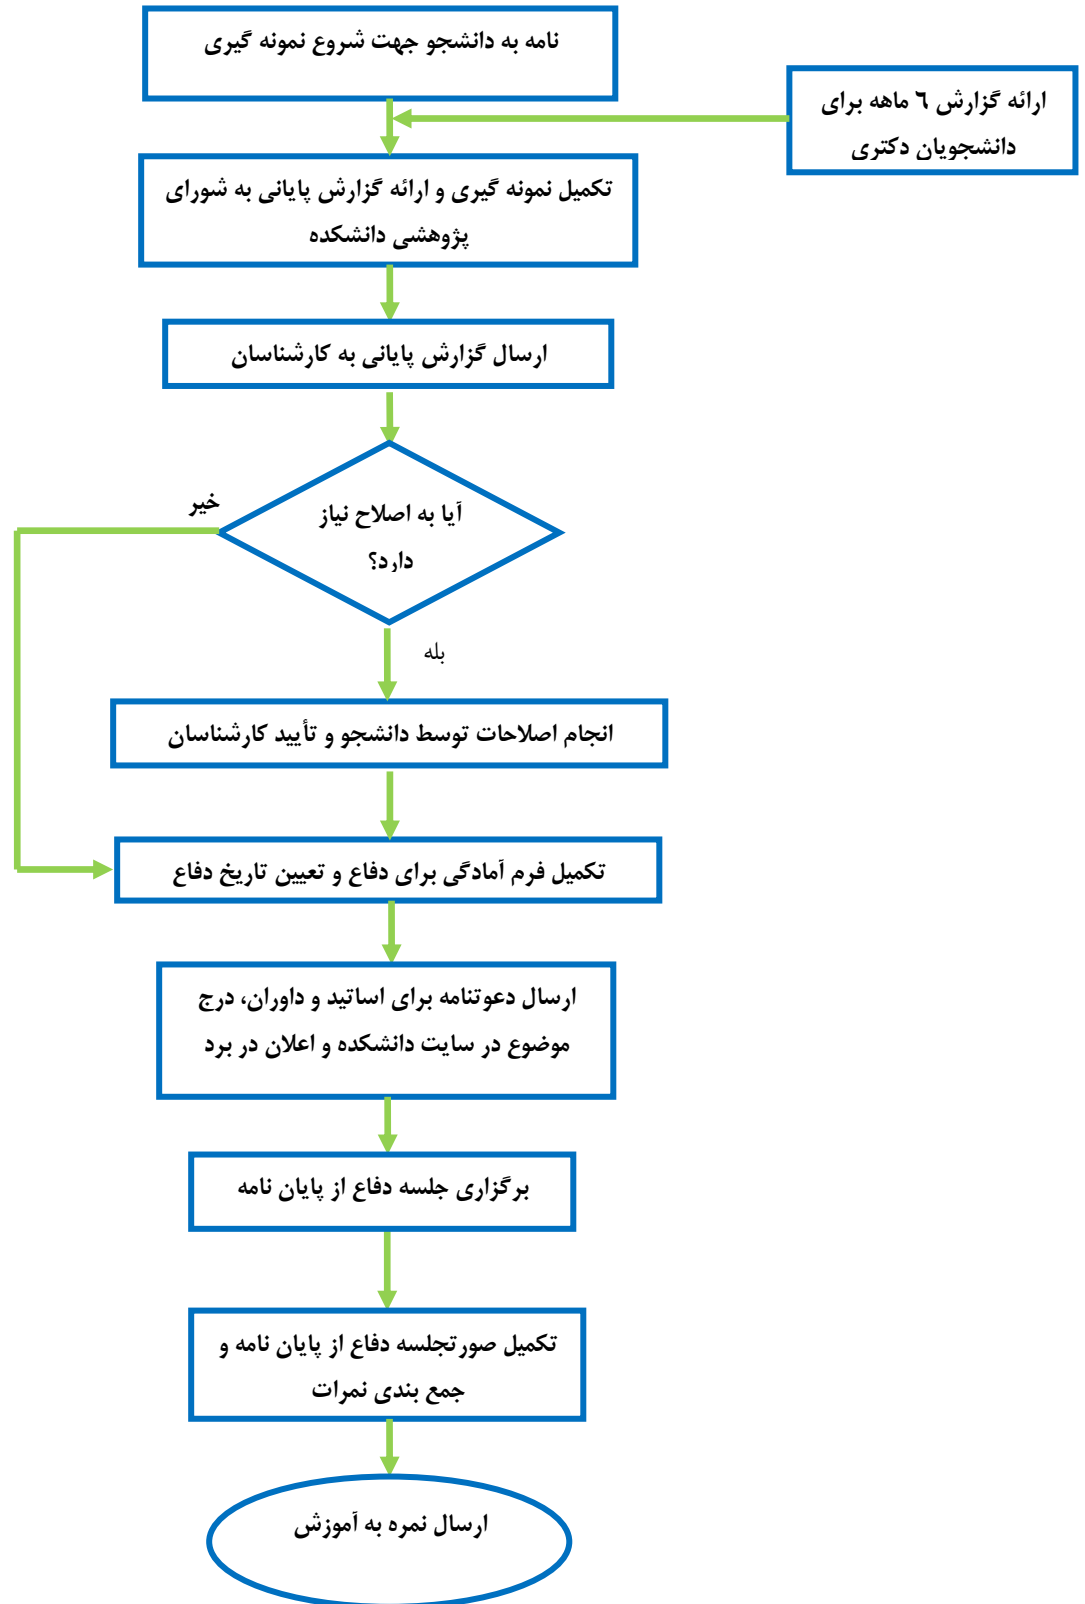 نامه به دانشجو جهت شروع نمونه گیری
ارائه گزارش ٦ ماهه برای
دانشجویان دکتری
تکمیل نمونه گیری و ارائه گزارش پایانی به شورای
پژوهشی دانشکده
ارسال گزارش پایانی به کارشناسان
خیر
آیا به اصلاح نیاز
دارد؟
بله
انجام اصلاحات توسط دانشجو و تأیید کارشناسان
تکمیل فرم آمادگی برای دفاع و تعیین تاریخ دفاع
ارسال دعوتنامه برای اساتید و داوران، درج
موضوع در سایت دانشکده و اعلان در برد
برگزاری جلسه دفاع از پایان نامه
تکمیل صورتجلسه دفاع از پایان نامه و
جمع بندی نمرات
ارسال نمره به آموزش